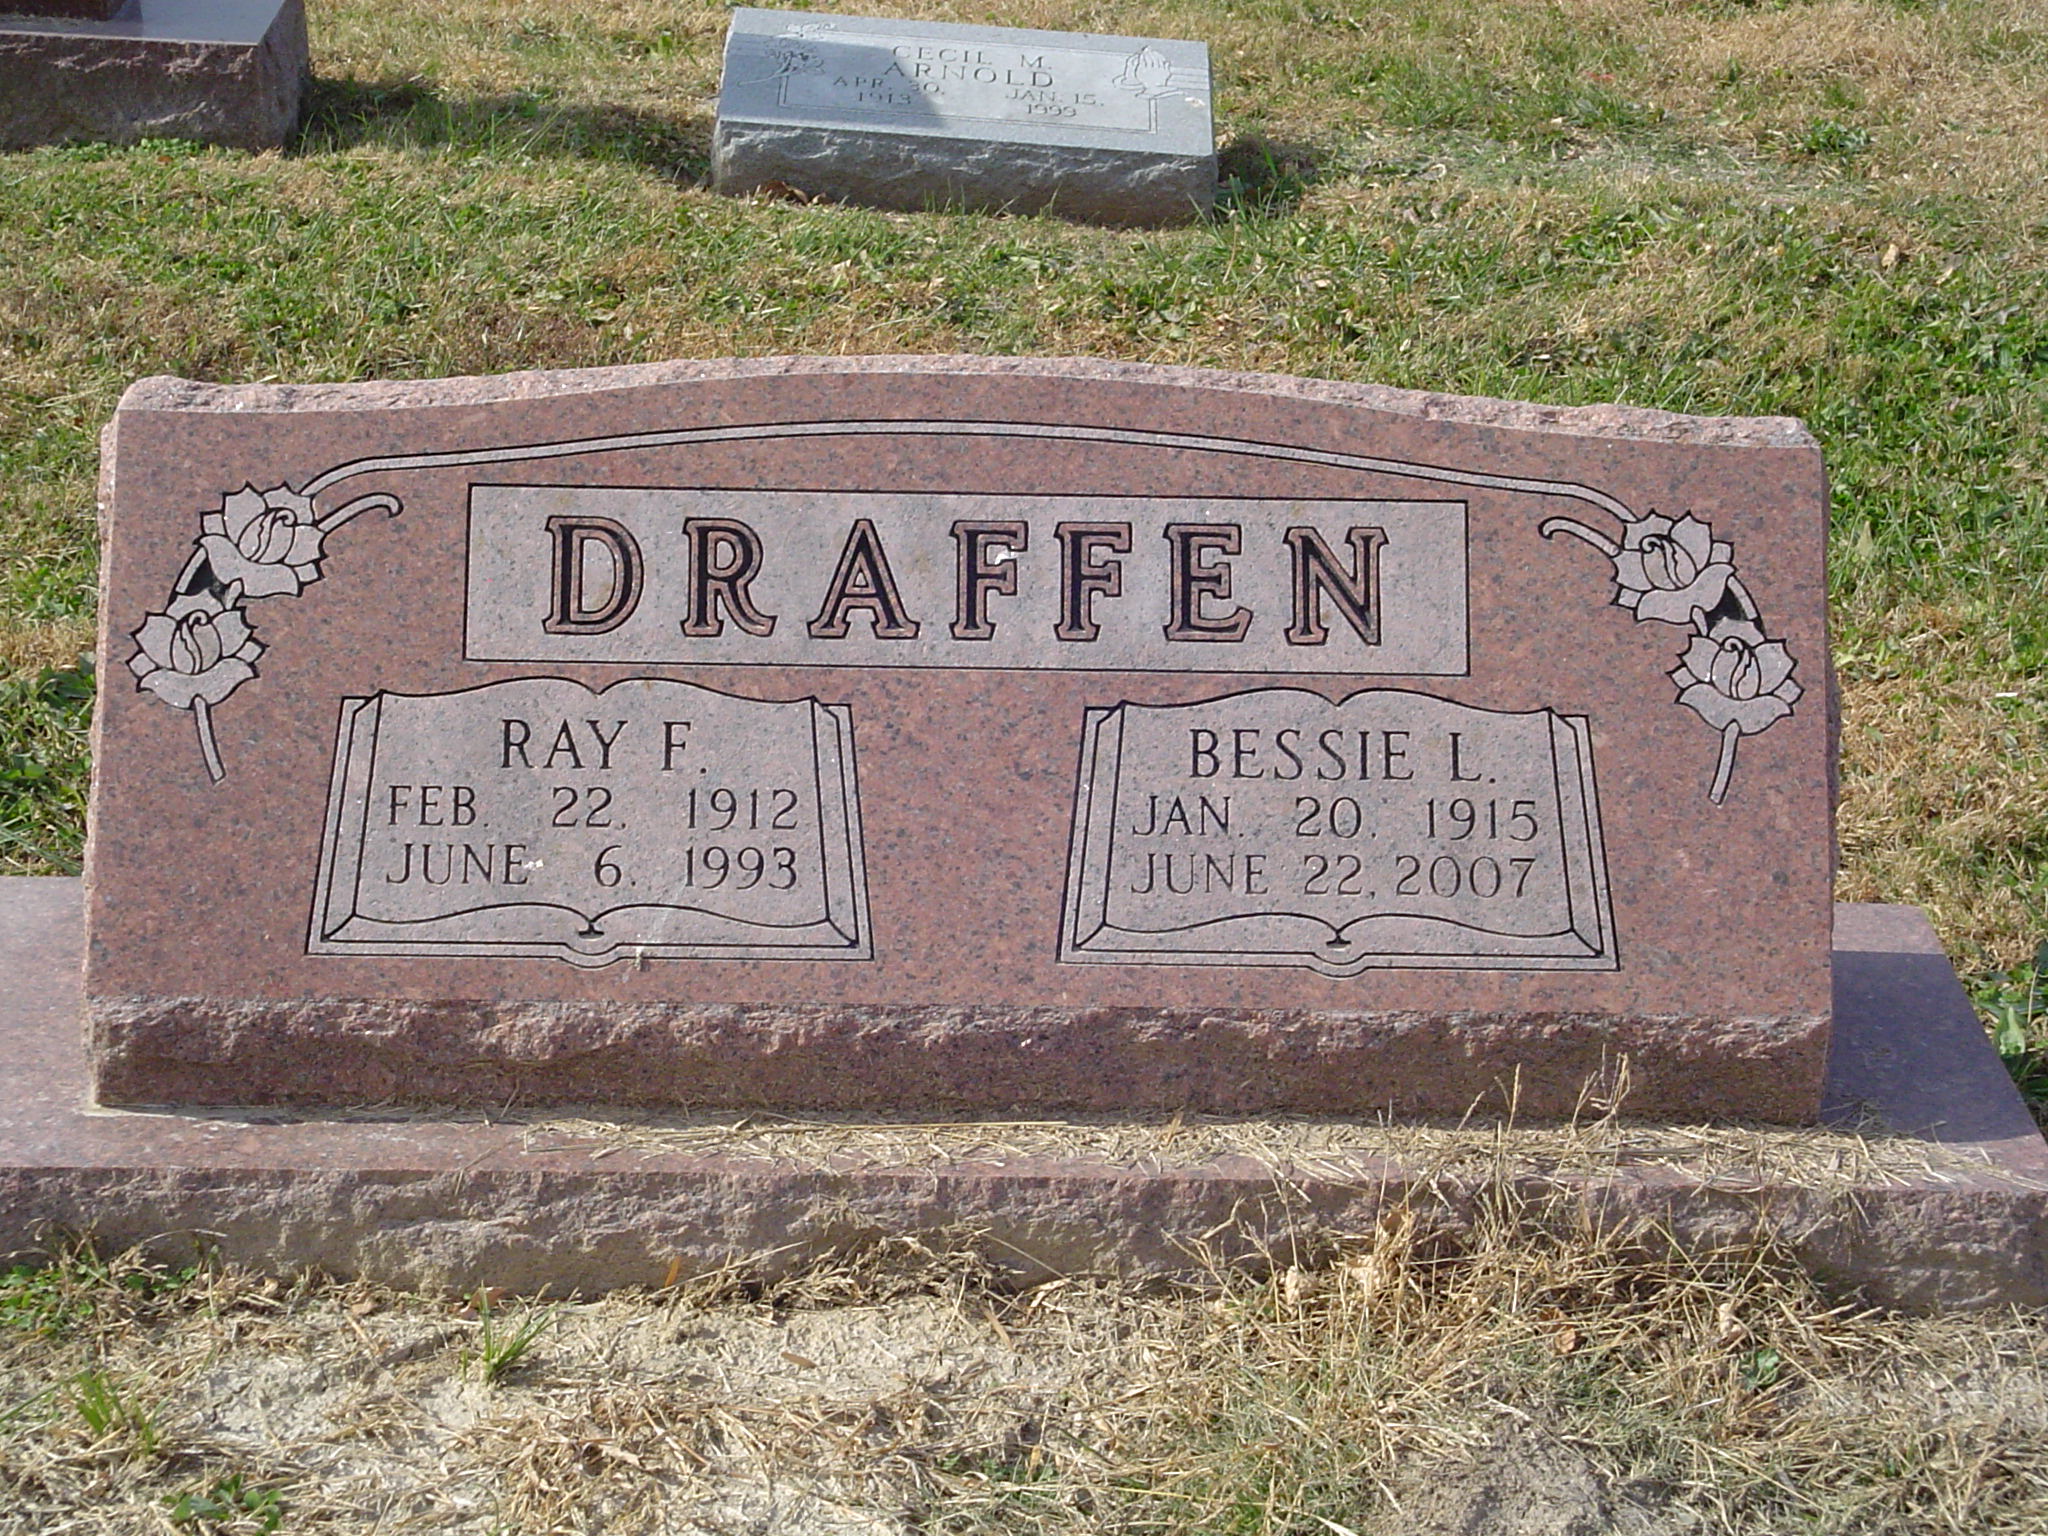 CECIL M.
ARNOLD
APR. 30, JAN. 15,
1913 1999
DRAFFEN
RAY F.
FEB. 22, 1912
JUNE 6, 1993
BESSIE L.
JAN. 20, 1915
JUNE 22, 2007